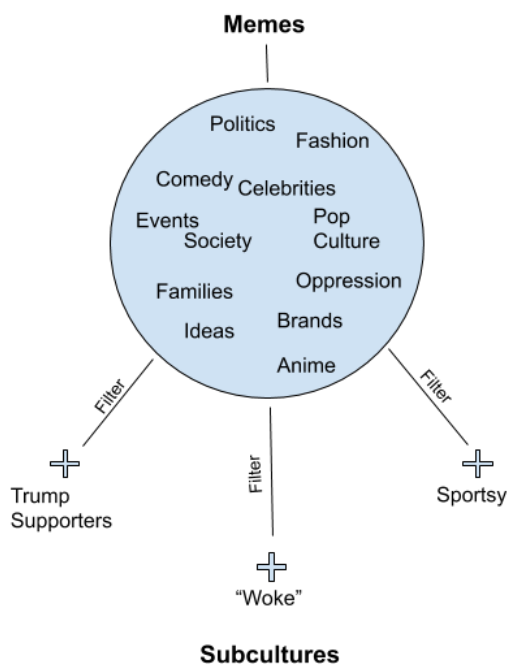 Memes
Politics
Fashion
Comedy
Celebrities
Events
Pop
Culture
Society
Oppression
Families
Brands
Ideas
Anime
Filter
Filter
Filter
Trump
Supporters
Sportsy
“Woke”
Subcultures